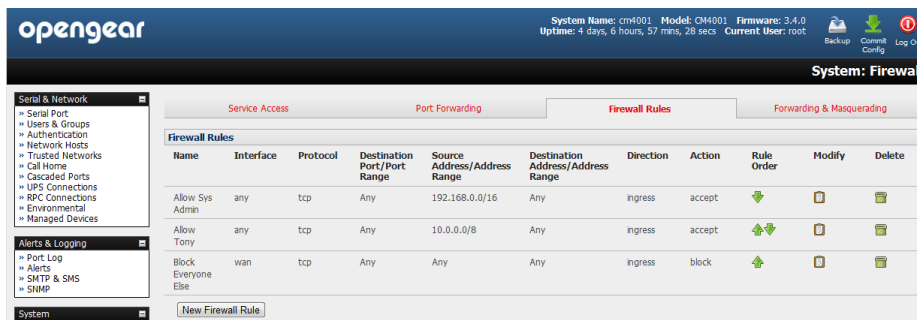 opengear
System Name: cm4001 Model: CM4001 Firmware: 3.4.0
Uptime: 4 days, 6 hours, 57 mins, 28 secs Current User: root
Backup
Commit Config
Log O
System: Firewal
Serial & Network
» Serial Port
» Users & Groups
» Authentication
» Network Hosts
» Trusted Networks
» Call Home
» Cascaded Ports
» UPS Connections
» RPC Connections
» Environmental
» Managed Devices
Alerts & Logging
» Port Log
» Alerts
» SMTP & SMS
» SNMP
System
Service Access
Port Forwarding
Firewall Rules
Forwarding & Masquerading
Firewall Rules
Name Interface Protocol Destination Port/Port Range Source Address/Address Range Destination Address/Address Range Direction Action Rule Order Modify Delete
Allow Sys Admin any tcp Any 192.168.0.0/16 Any ingress accept
Allow Tony any tcp Any 10.0.0.0/8 Any ingress accept
Block Everyone Else wan tcp Any Any Any ingress block
New Firewall Rule